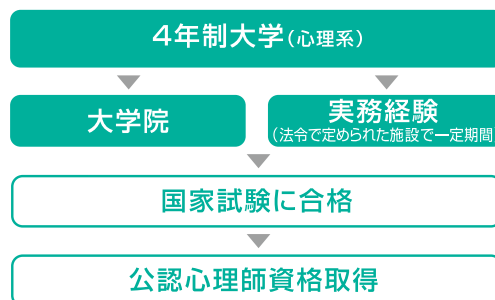 4年制大学(心理系)
大学院
実務経験
(法令で定められた施設で一定期間
国家試験に合格
公認心理師資格取得